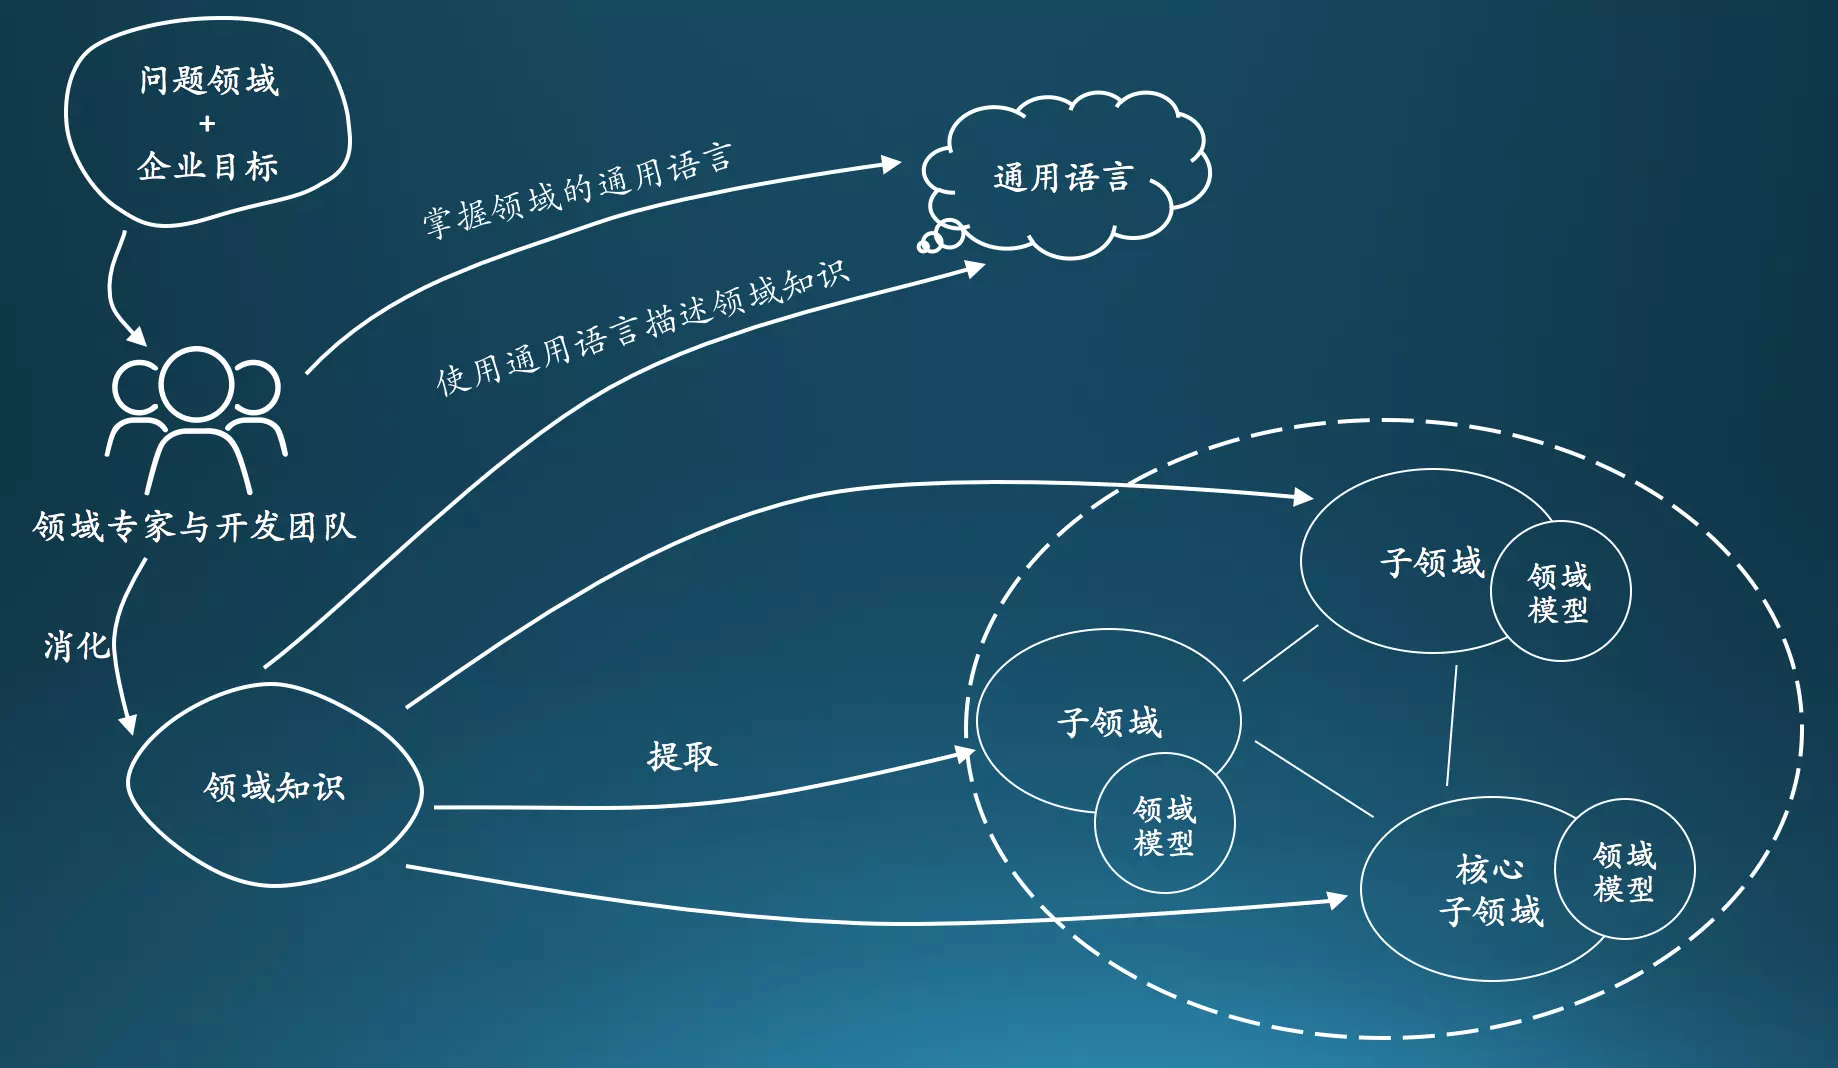 问题领域
+
企业目标
掌握领域的通用语言
通用语言
使用通用语言描述领域知识
领域专家与开发团队
消化
领域知识
提取
子领域
领域
模型
子领域
领域
模型
核心
子领域
领域
模型